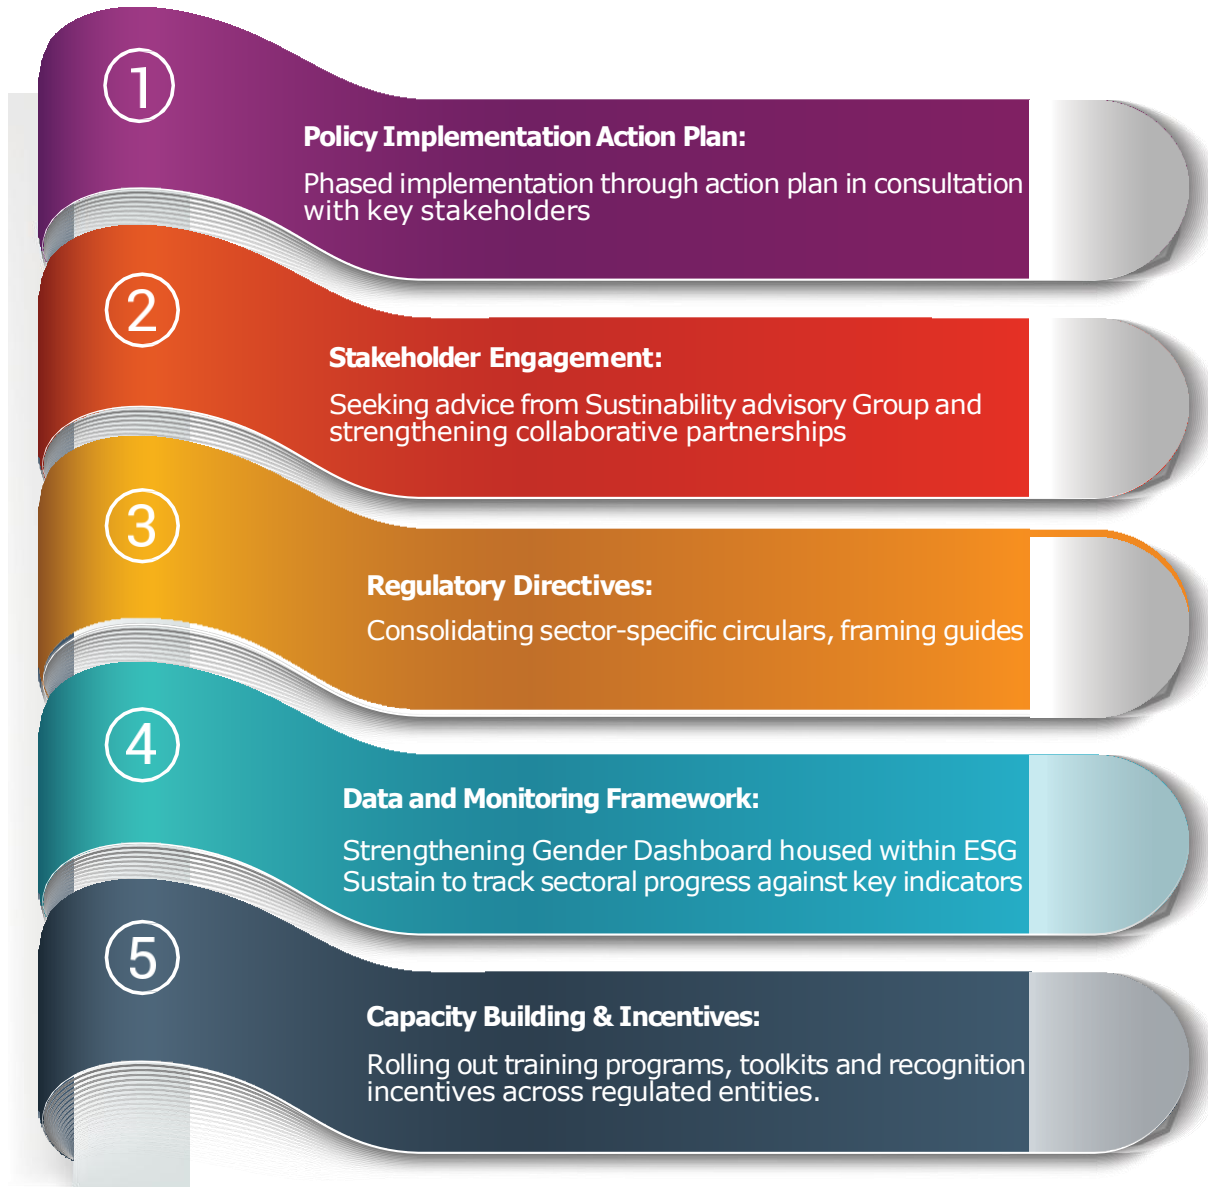 1
Policy Implementation Action Plan:
Phased implementation through action plan in consultation
with key stakeholders
2
Stakeholder Engagement:
Seeking advice from Sustinability advisory Group and
strengthening collaborative partnerships
3
Regulatory Directives:
Consolidating sector-specific circulars, framing guides
4
Data and Monitoring Framework:
Strengthening Gender Dashboard housed within ESG
Sustain to track sectoral progress against key indicators
5
Capacity Building & Incentives:
Rolling out training programs, toolkits and recognition
incentives across regulated entities.